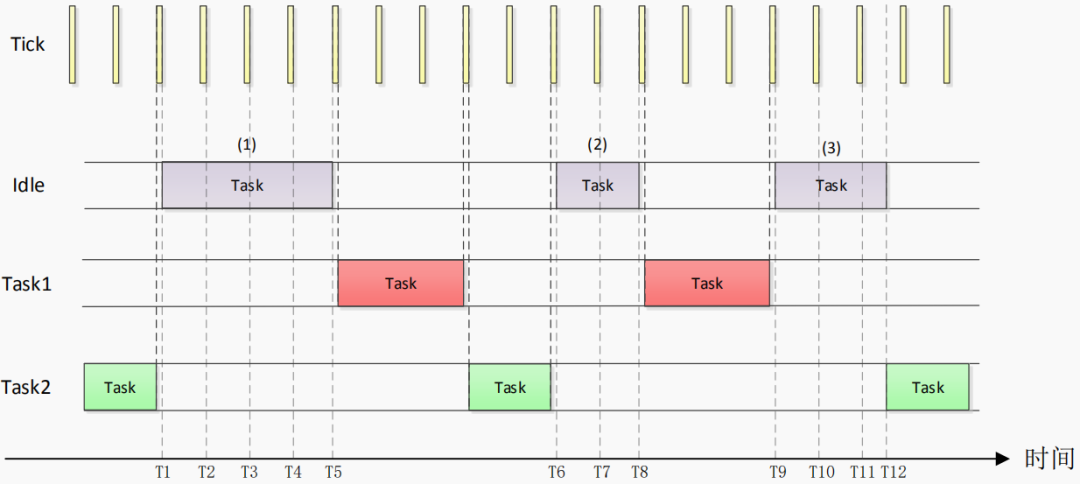 Tick
(1) (2) (3)
Idle Task Task Task
Task1 Task Task
Task2 Task Task Task
T1 T2 T3 T4 T5 T6 T7 T8 T9 T10 T11 T12 时间